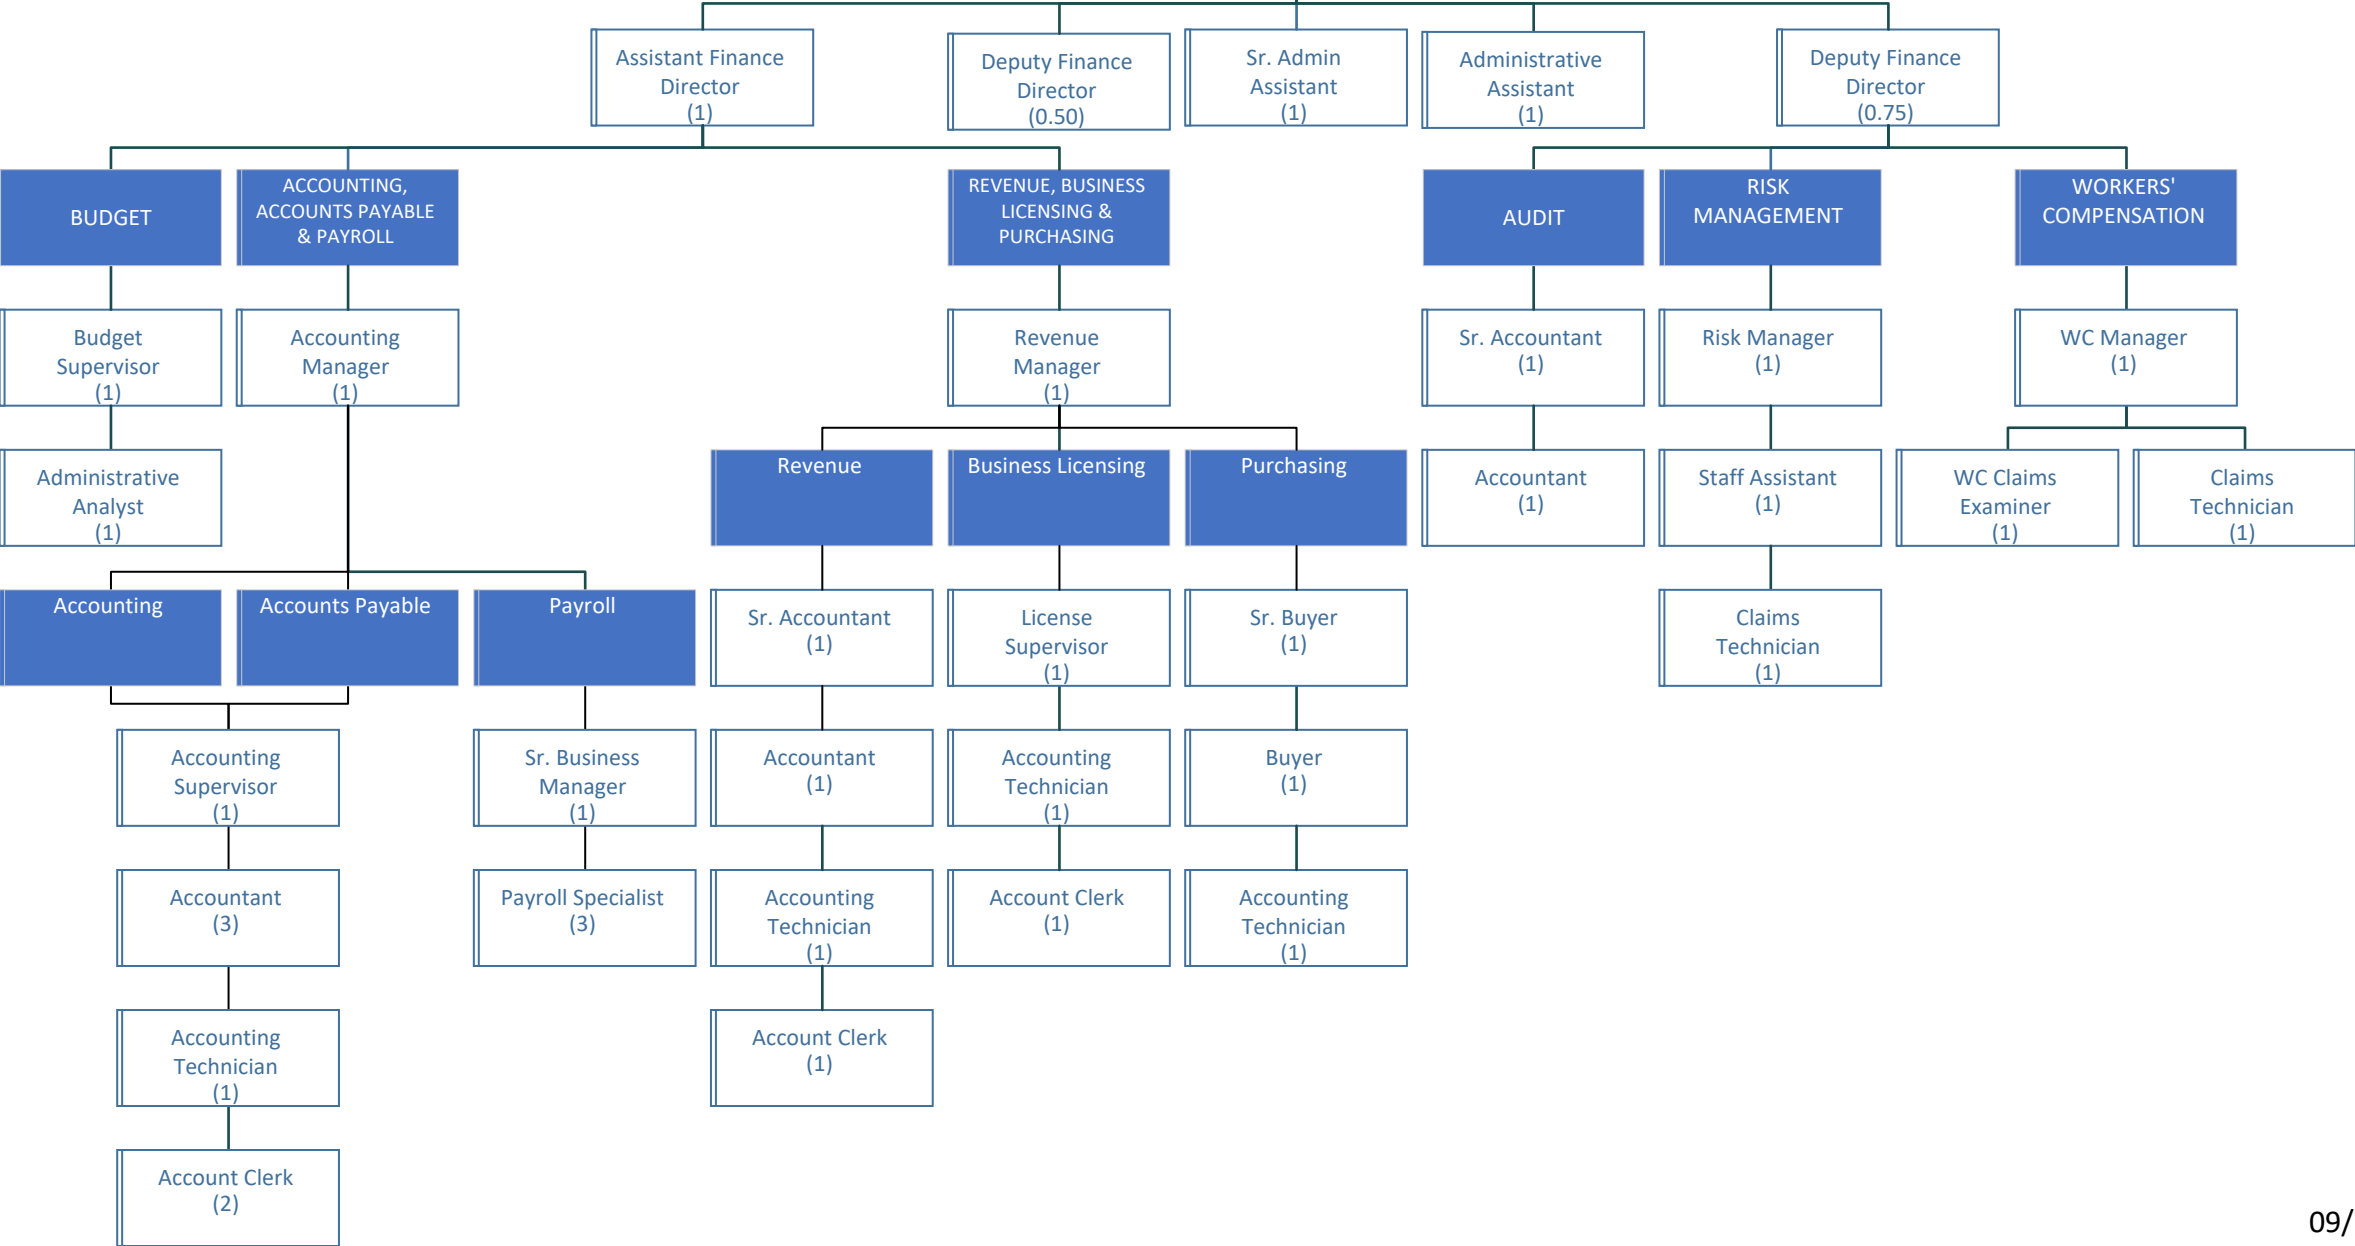 Assistant Finance
Director
(1)
Deputy Finance
Director
(0.50)
Sr. Admin
Assistant
(1)
Administrative
Assistant
(1)
Deputy Finance
Director
(0.75)
BUDGET
ACCOUNTING,
ACCOUNTS PAYABLE
& PAYROLL
REVENUE, BUSINESS
LICENSING &
PURCHASING
AUDIT
RISK
MANAGEMENT
WORKERS'
COMPENSATION
Budget
Supervisor
(1)
Accounting
Manager
(1)
Revenue
Manager
(1)
Sr. Accountant
(1)
Risk Manager
(1)
WC Manager
(1)
Administrative
Analyst
(1)
Revenue
Business Licensing
Purchasing
Accountant
(1)
Staff Assistant
(1)
WC Claims
Examiner
(1)
Claims
Technician
(1)
Accounting
Accounts Payable
Payroll
Sr. Accountant
(1)
License
Supervisor
(1)
Sr. Buyer
(1)
Claims
Technician
(1)
Accounting
Supervisor
(1)
Sr. Business
Manager
(1)
Accountant
(1)
Accounting
Technician
(1)
Buyer
(1)
Accountant
(3)
Payroll Specialist
(3)
Accounting
Technician
(1)
Account Clerk
(1)
Accounting
Technician
(1)
Accounting
Technician
(1)
Account Clerk
(1)
Account Clerk
(2)
09/